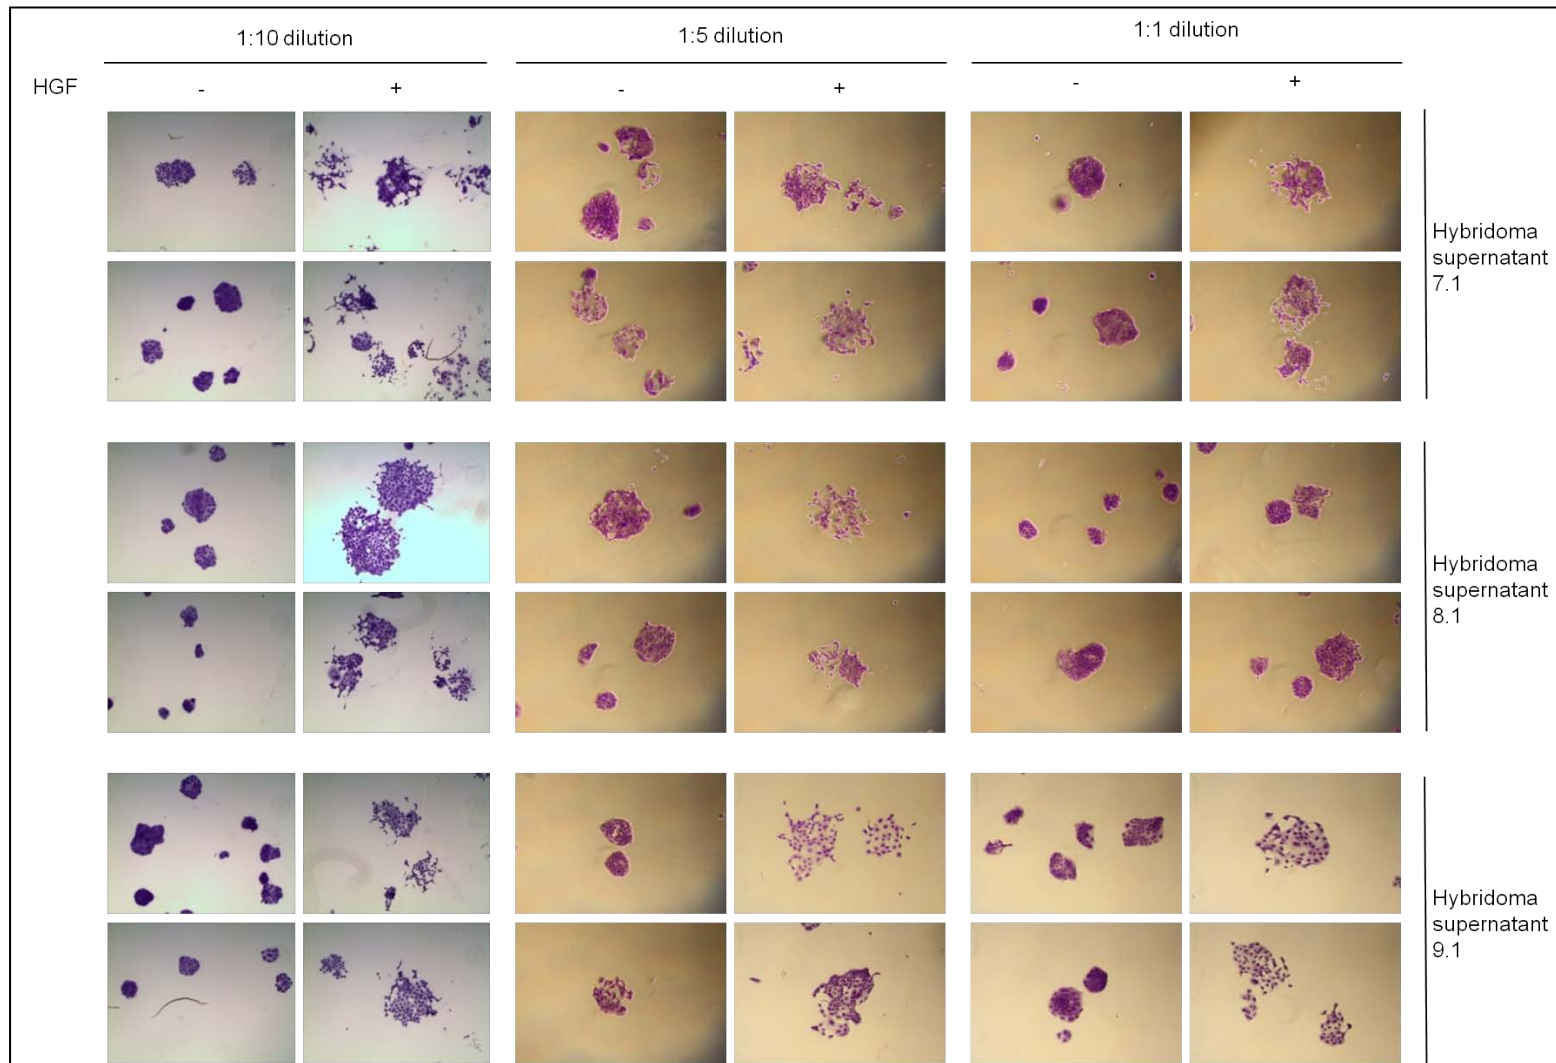 1:10 dilution
1:5 dilution
1:1 dilution
HGF
-
+
-
+
-
+
Hybridoma
supernatant
7.1
Hybridoma
supernatant
8.1
Hybridoma
supernatant
9.1